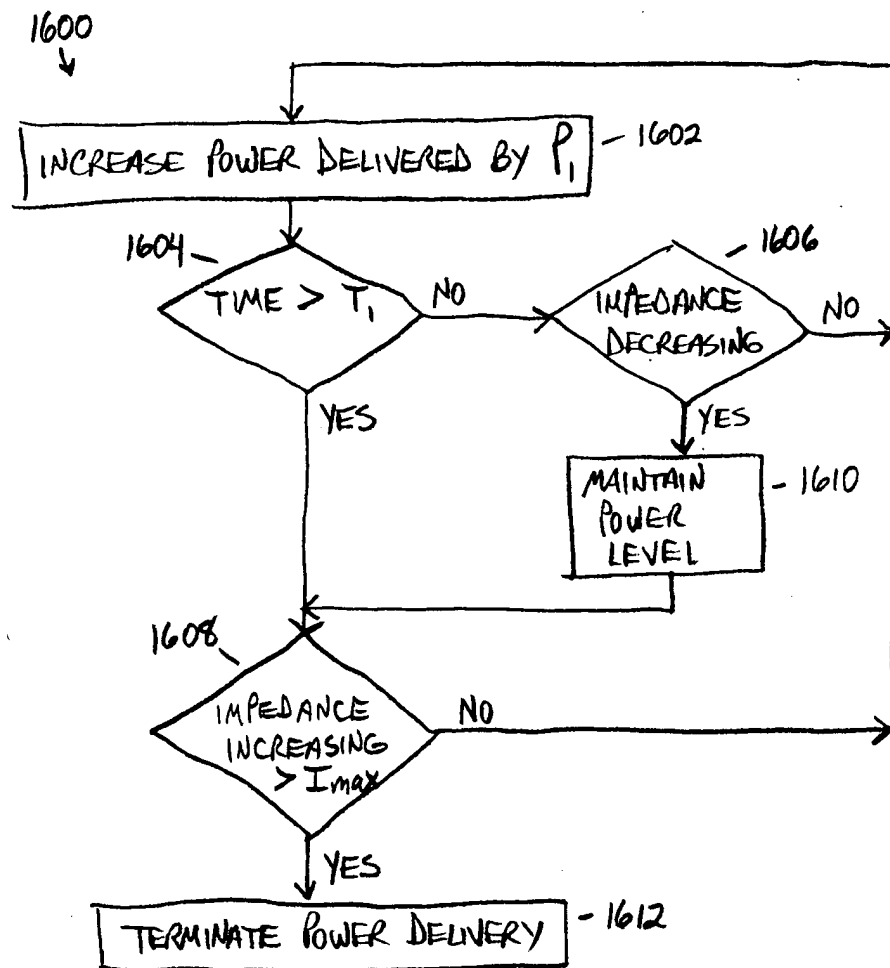 1600
INCREASE POWER DELIVERED BY P₁
1602
1604
TIME > T₁
NO
1606
IMPEDANCE
DECREASING
NO
YES
YES
MAINTAIN
POWER
LEVEL
1610
1608
IMPEDANCE
INCREASING
> Imax
NO
YES
TERMINATE POWER DELIVERY
1612